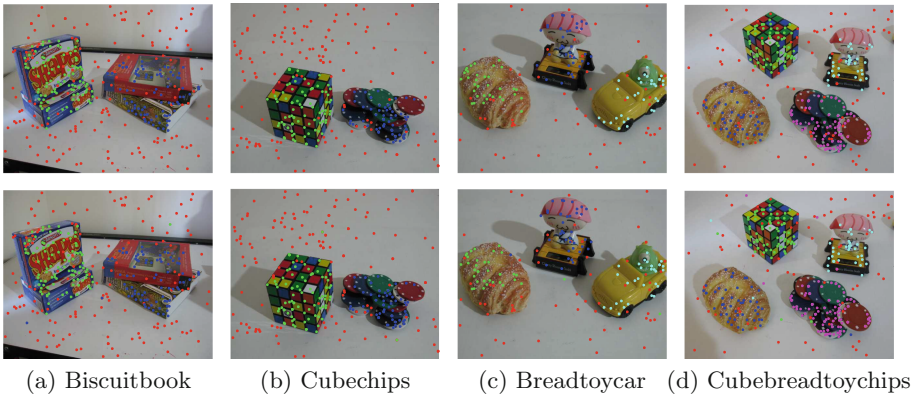 (a) Biscuitbook
(b) Cubechips
(c) Breadtoycar
(d) Cubebreadtoychips